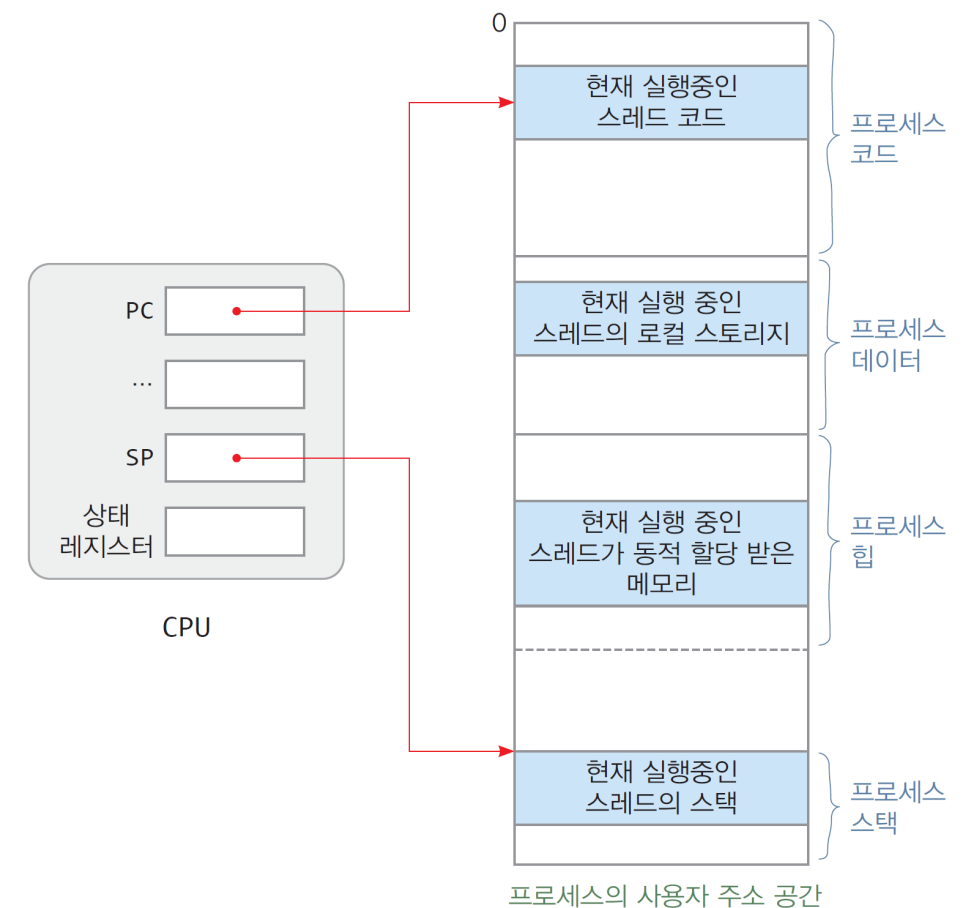 0
현재 실행중인
스레드 코드
프로세스
코드
PC
...
SP
상태
레지스터
CPU
현재 실행 중인
스레드의 로컬 스토리지
프로세스
데이터
현재 실행 중인
스레드가 동적 할당 받은
메모리
프로세스
힙
현재 실행중인
스레드의 스택
프로세스
스택
프로세스의 사용자 주소 공간